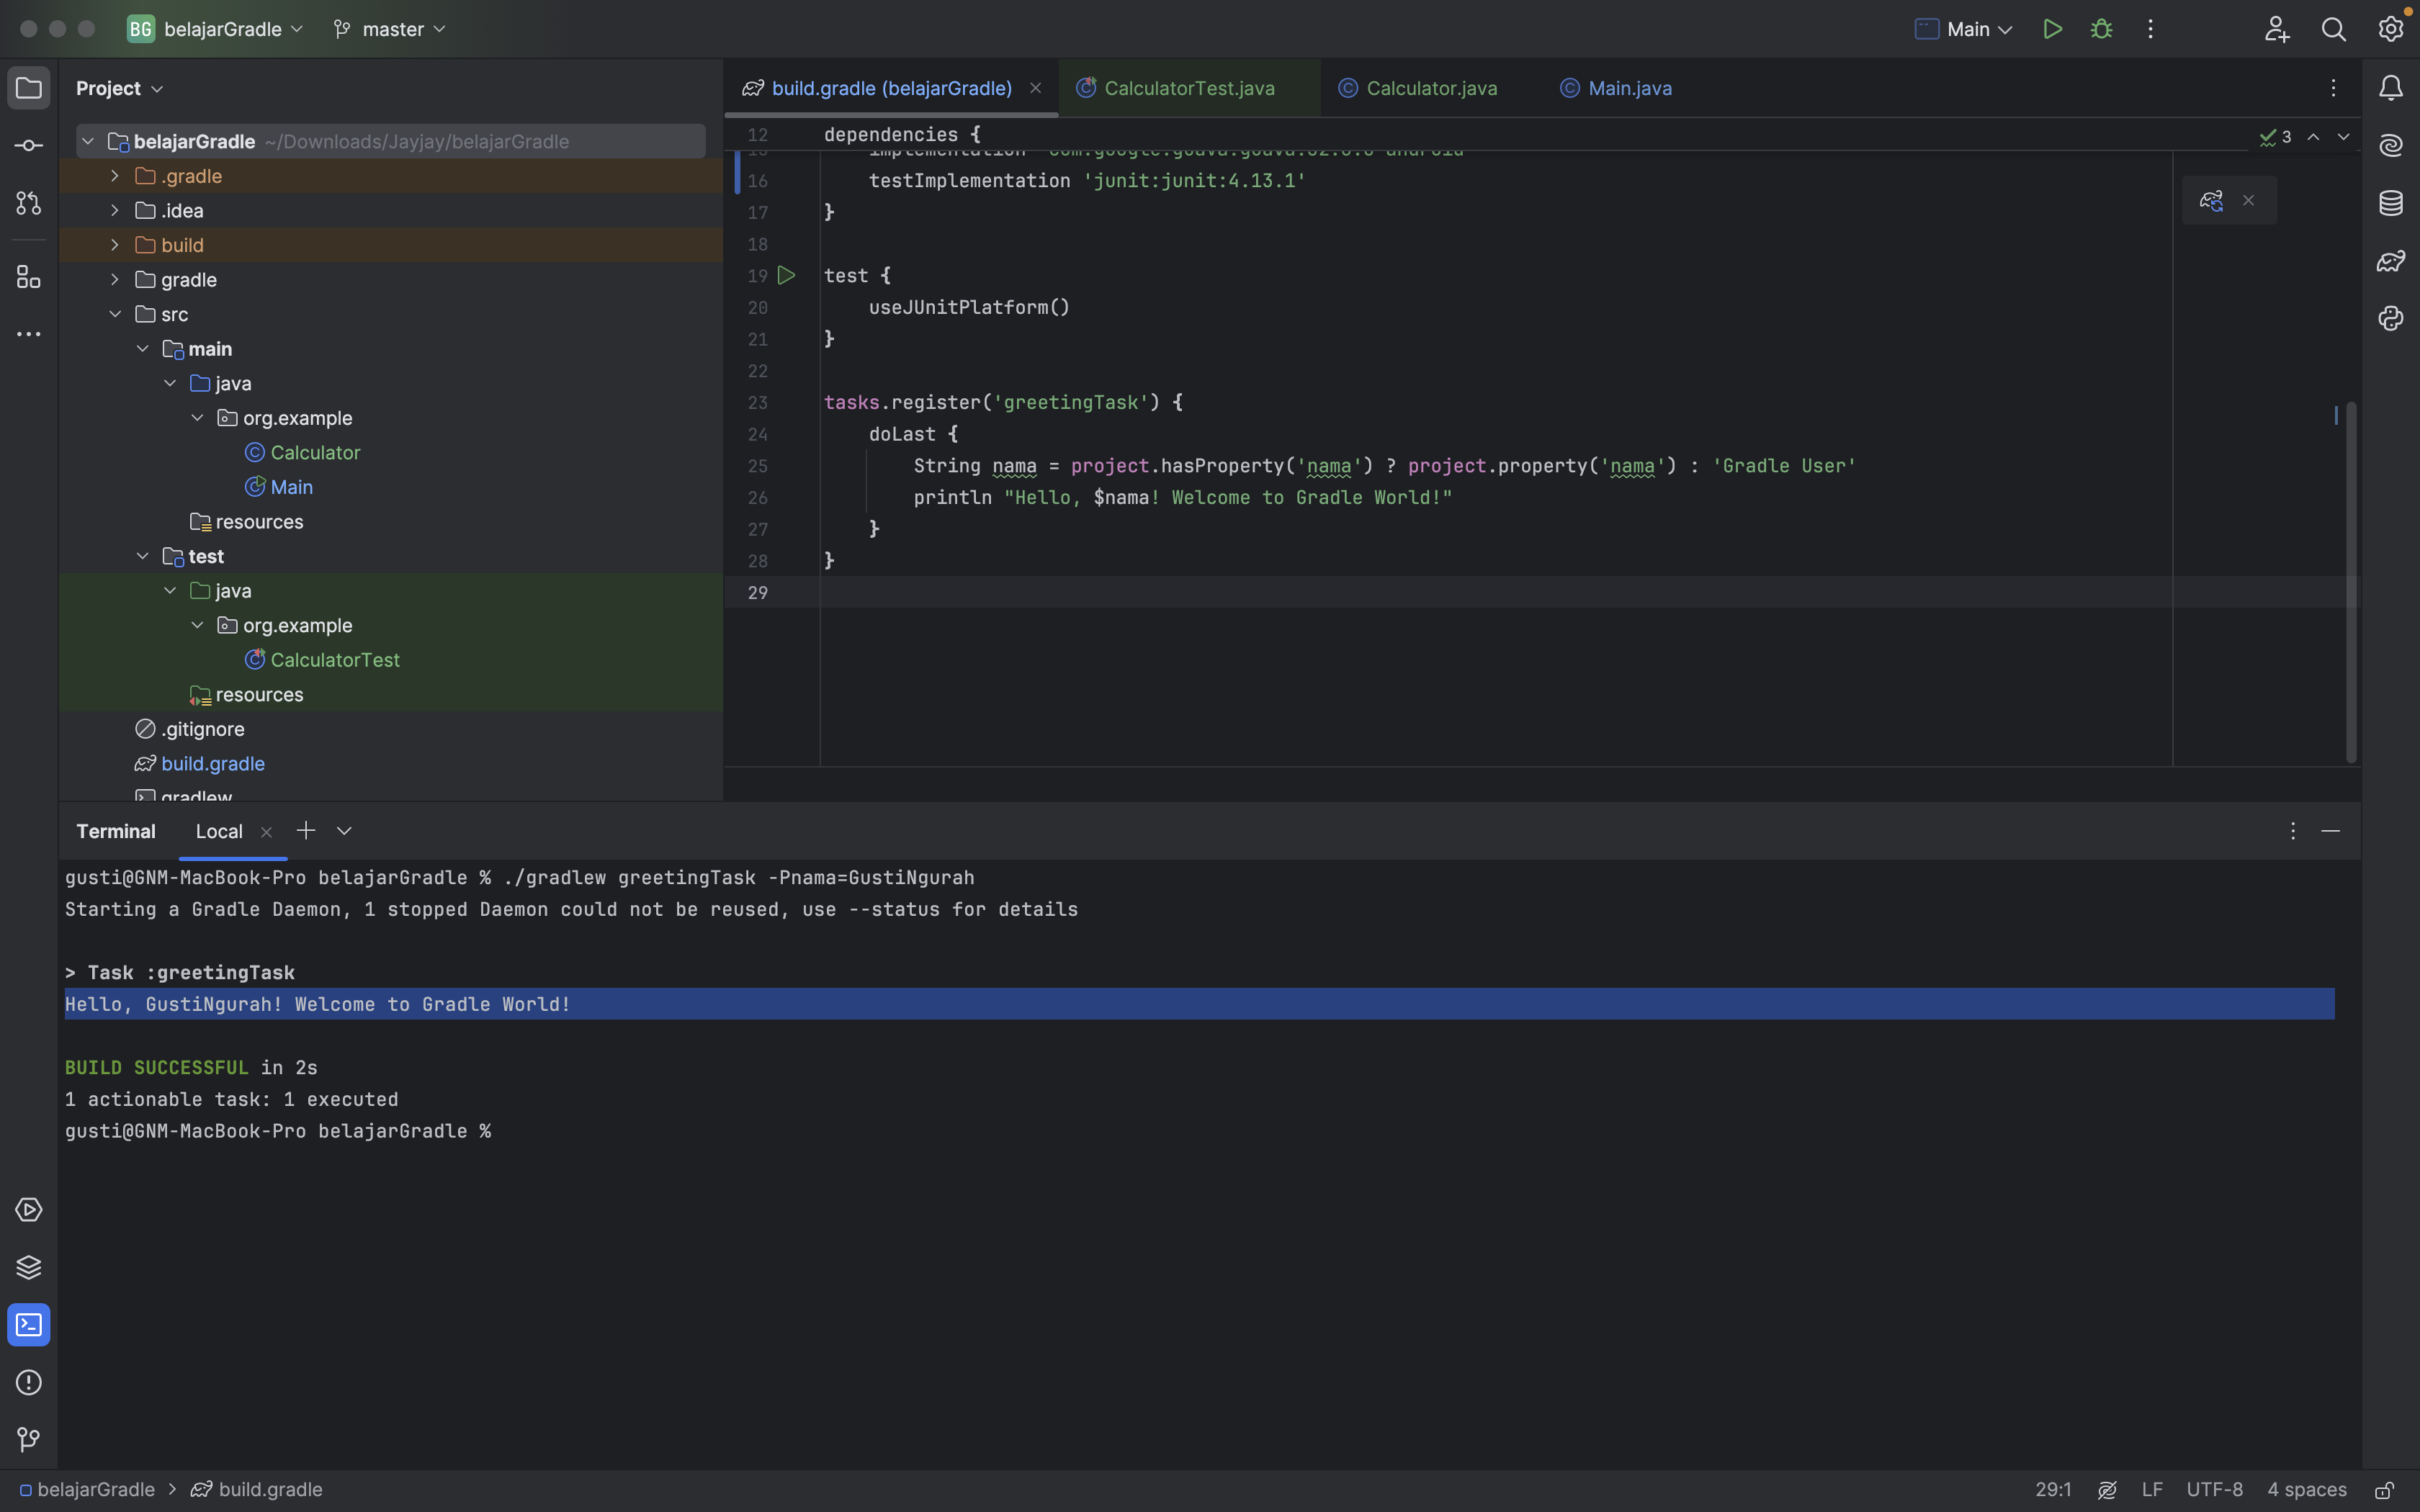 BG belajarGradle master Main
Project
build.gradle (belajarGradle) CalculatorTest.java Calculator.java Main.java
belajarGradle ~/Downloads/Jayjay/belajarGradle
.gradle
.idea
build
gradle
src
main
java
org.example
Calculator
Main
resources
test
java
org.example
CalculatorTest
resources
.gitignore
build.gradle
gradlew
12 dependencies {
3
16 testImplementation 'junit:junit:4.13.1'
17 }
18
19 test {
20 useJUnitPlatform()
21 }
22
23 tasks.register('greetingTask') {
24 doLast {
25 String nama = project.hasProperty('nama') ? project.property('nama') : 'Gradle User'
26 println "Hello, $nama! Welcome to Gradle World!"
27 }
28 }
29
Terminal Local
gusti@GNM-MacBook-Pro belajarGradle % ./gradlew greetingTask -Pnama=GustiNgurah
Starting a Gradle Daemon, 1 stopped Daemon could not be reused, use --status for details
> Task :greetingTask
Hello, GustiNgurah! Welcome to Gradle World!
BUILD SUCCESSFUL in 2s
1 actionable task: 1 executed
gusti@GNM-MacBook-Pro belajarGradle %
belajarGradle > build.gradle
29:1 LF UTF-8 4 spaces